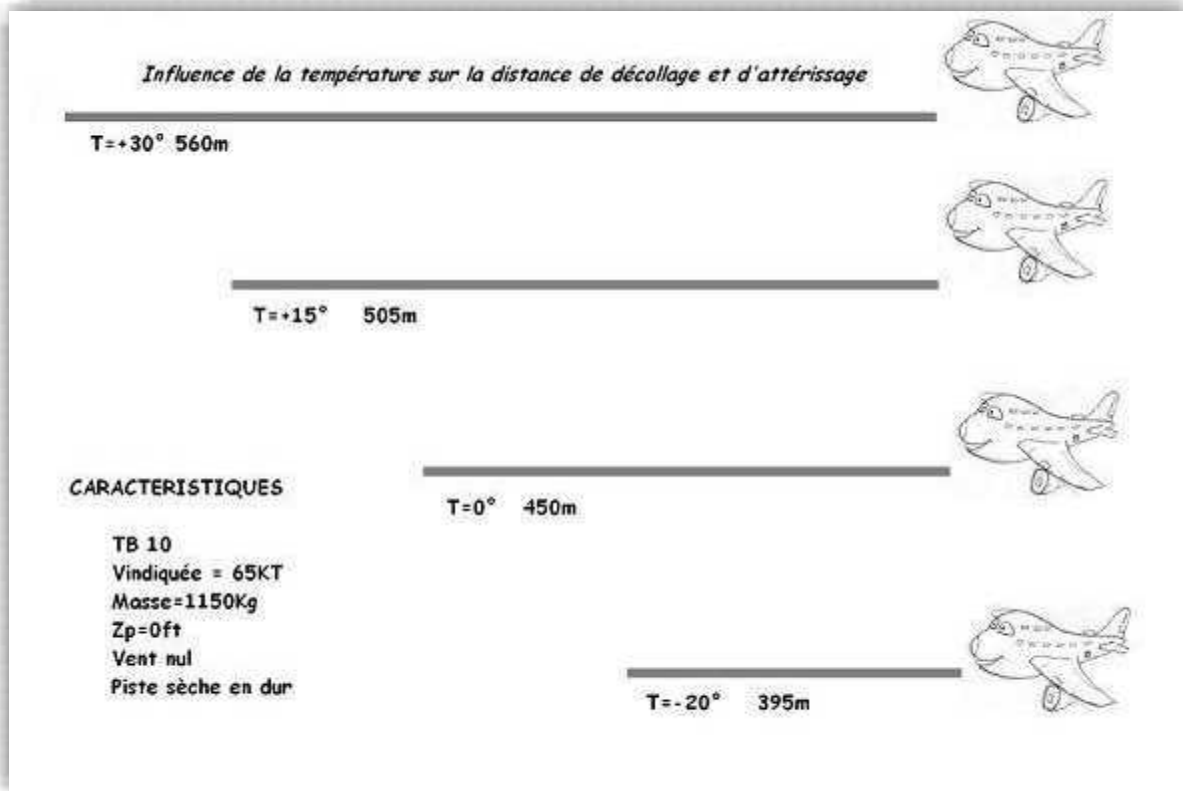 Influence de la température sur la distance de décollage et d'attérissage
T=+30° 560m
T=+15° 505m
T=0° 450m
CARACTERISTIQUES
TB 10
Vindiquée = 65KT
Masse=1150Kg
Zp=0ft
Vent nul
Piste sèche en dur
T=-20° 395m